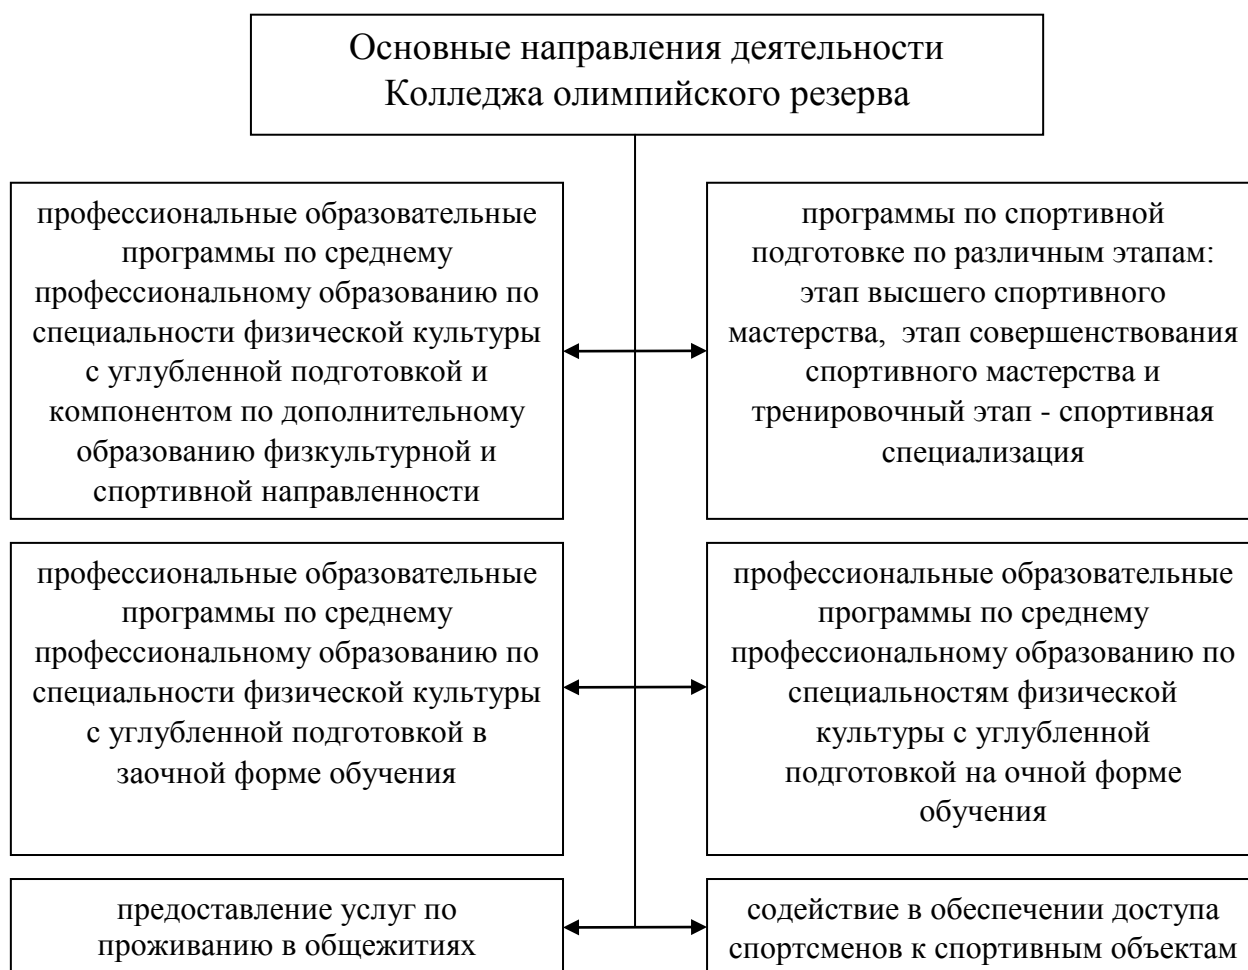 Основные направления деятельности
Колледжа олимпийского резерва
профессиональные образовательные
программы по среднему
профессиональному образованию по
специальности физической культуры
с углубленной подготовкой и
компонентом по дополнительному
образованию физкультурной и
спортивной направленности
программы по спортивной
подготовке по различным этапам:
этап высшего спортивного
мастерства, этап совершенствования
спортивного мастерства и
тренировочный этап - спортивная
специализация
профессиональные образовательные
программы по среднему
профессиональному образованию по
специальности физической культуры
с углубленной подготовкой в
заочной форме обучения
профессиональные образовательные
программы по среднему
профессиональному образованию по
специальностям физической
культуры с углубленной
подготовкой на очной форме
обучения
предоставление услуг по
проживанию в общежитиях
содействие в обеспечении доступа
спортсменов к спортивным объектам